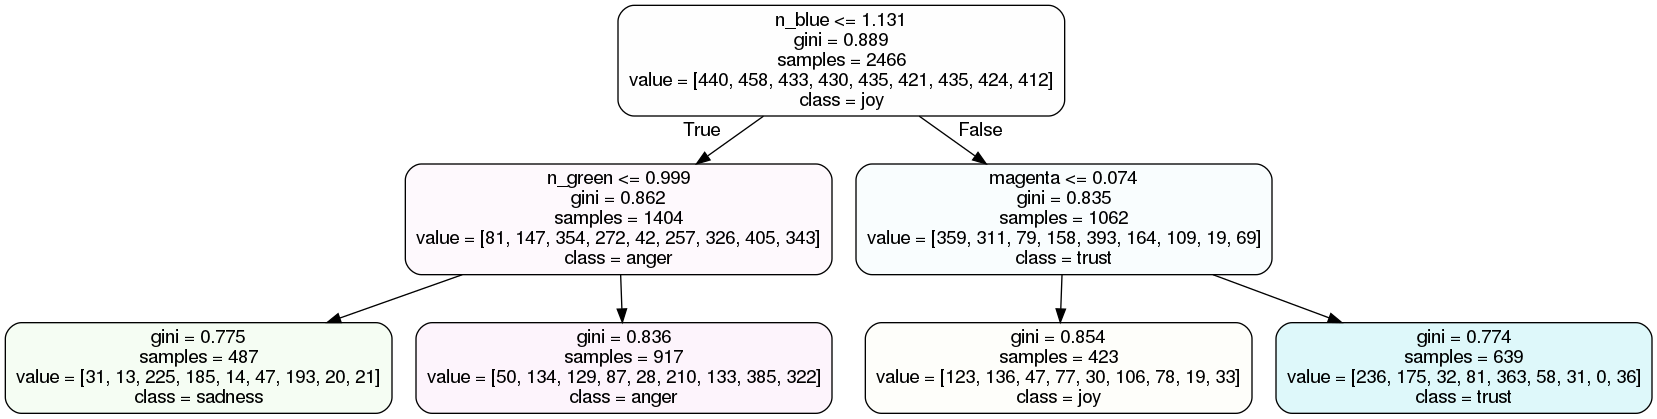 n_blue <= 1.131
gini = 0.889
samples = 2466
value = [440, 458, 433, 430, 435, 421, 435, 424, 412]
class = joy
True
False
n_green <= 0.999
gini = 0.862
samples = 1404
value = [81, 147, 354, 272, 42, 257, 326, 405, 343]
class = anger
magenta <= 0.074
gini = 0.835
samples = 1062
value = [359, 311, 79, 158, 393, 164, 109, 19, 69]
class = trust
gini = 0.775
samples = 487
value = [31, 13, 225, 185, 14, 47, 193, 20, 21]
class = sadness
gini = 0.836
samples = 917
value = [50, 134, 129, 87, 28, 210, 133, 385, 322]
class = anger
gini = 0.854
samples = 423
value = [123, 136, 47, 77, 30, 106, 78, 19, 33]
class = joy
gini = 0.774
samples = 639
value = [236, 175, 32, 81, 363, 58, 31, 0, 36]
class = trust